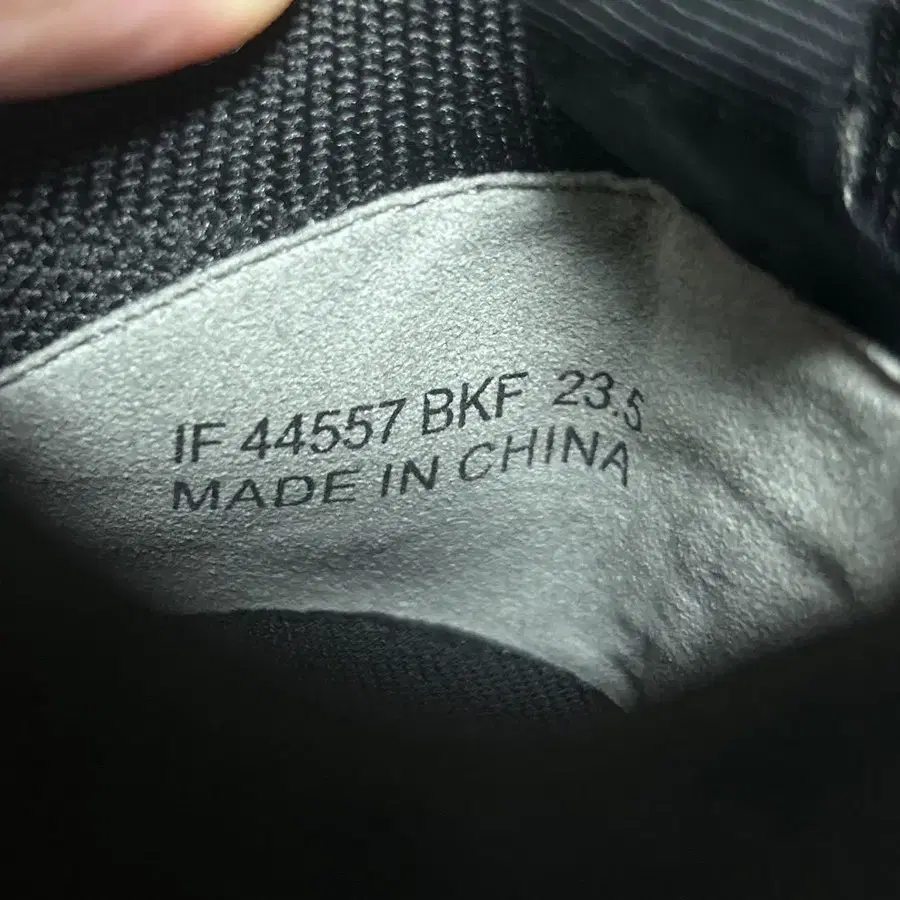 IF 44557 BKF 23.5
MADE IN CHINA